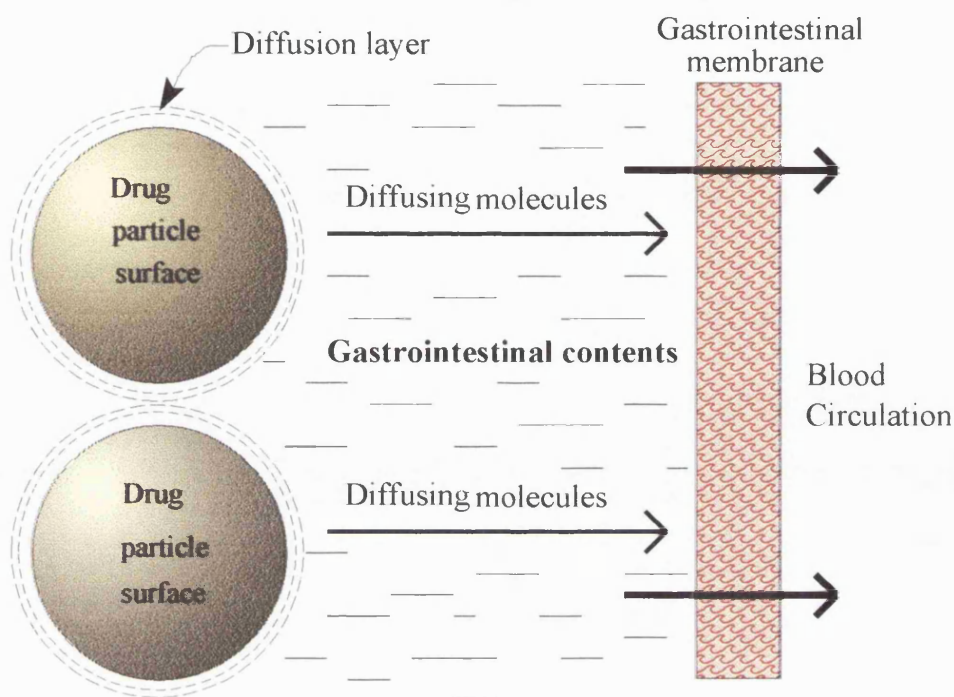 Diffusion layer
Gastrointestinal
membrane
Drug
particle
surface
Diffusing molecules
Gastrointestinal contents
Blood
Circulation
Drug
particle
surface
Diffusing molecules